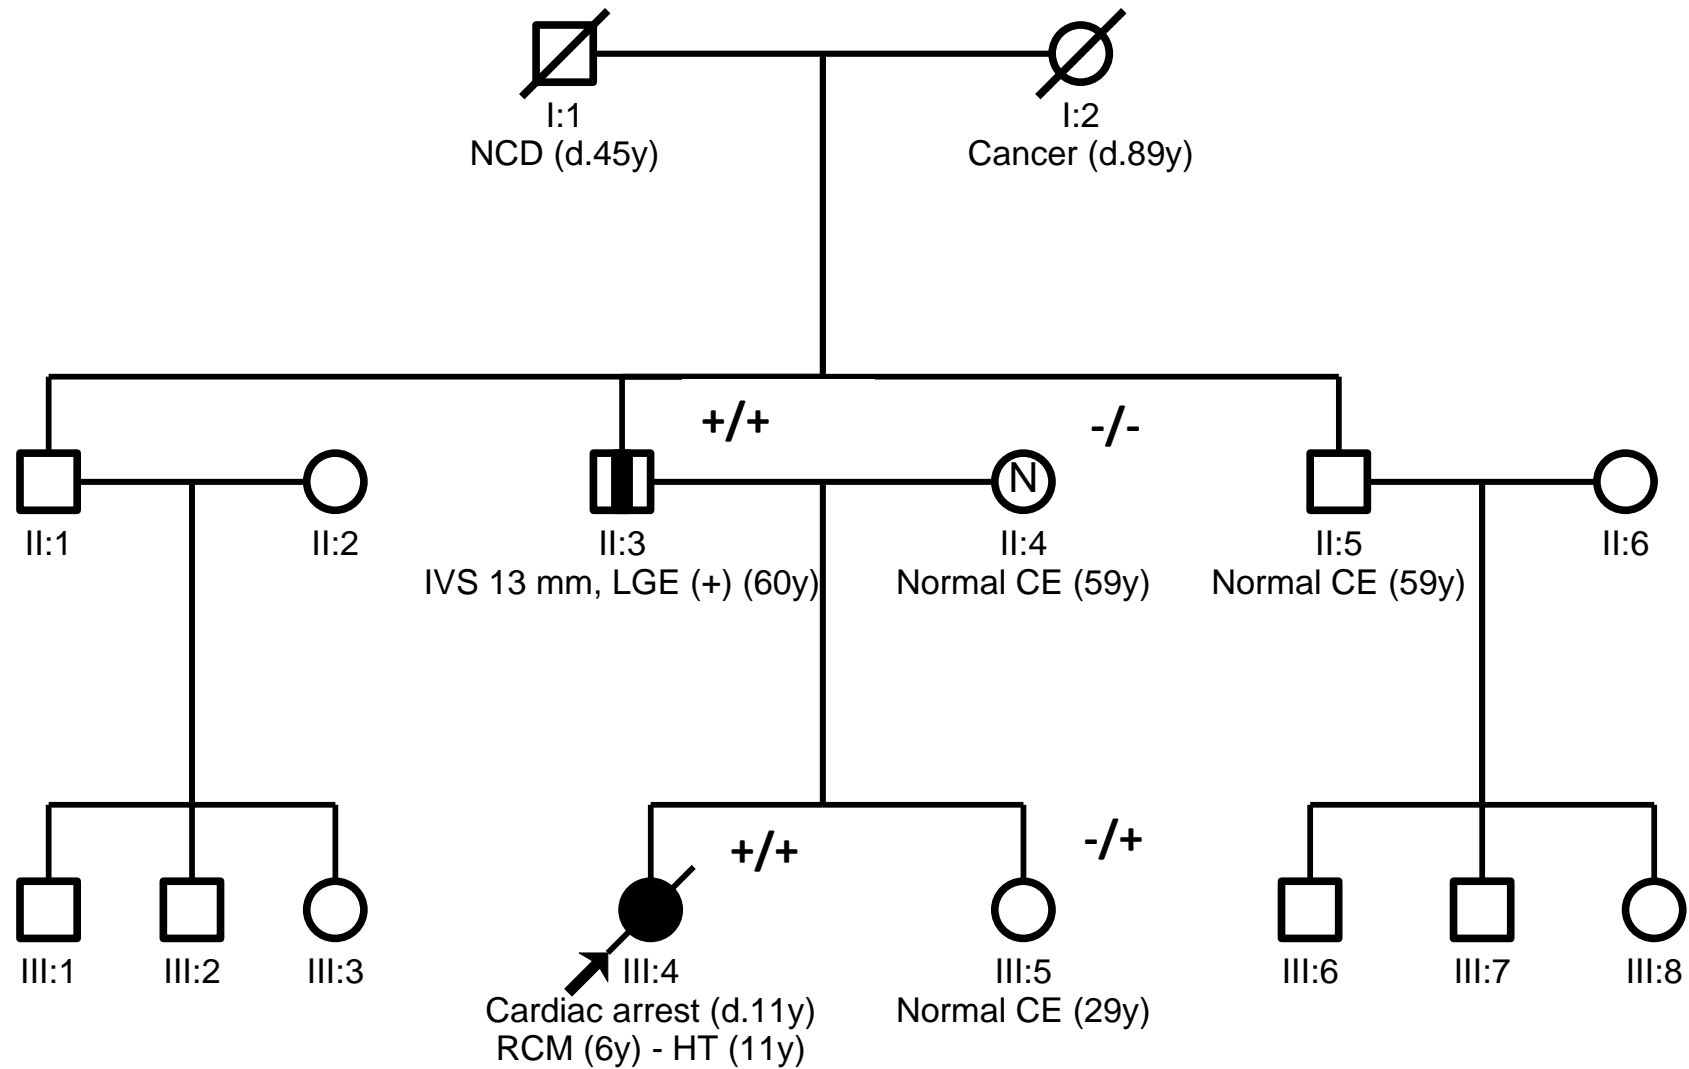 I:1
NCD (d.45y)
I:2
Cancer (d.89y)
+/+
-/-
N
II:1
II:2
II:3
IVS 13 mm, LGE (+) (60y)
II:4
Normal CE (59y)
II:5
Normal CE (59y)
II:6
+/+
-/+
III:1
III:2
III:3
III:4
Cardiac arrest (d.11y)
RCM (6y) - HT (11y)
III:5
Normal CE (29y)
III:6
III:7
III:8